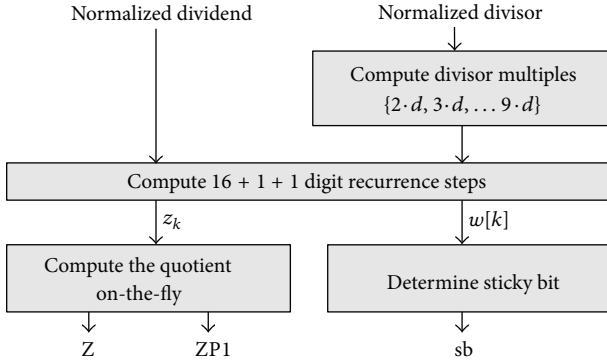 Normalized dividend
Normalized divisor
Compute divisor multiples
{2·d, 3·d, … 9·d}
Compute 16 + 1 + 1 digit recurrence steps
z_k
w[k]
Compute the quotient
on-the-fly
Determine sticky bit
Z
ZP1
sb